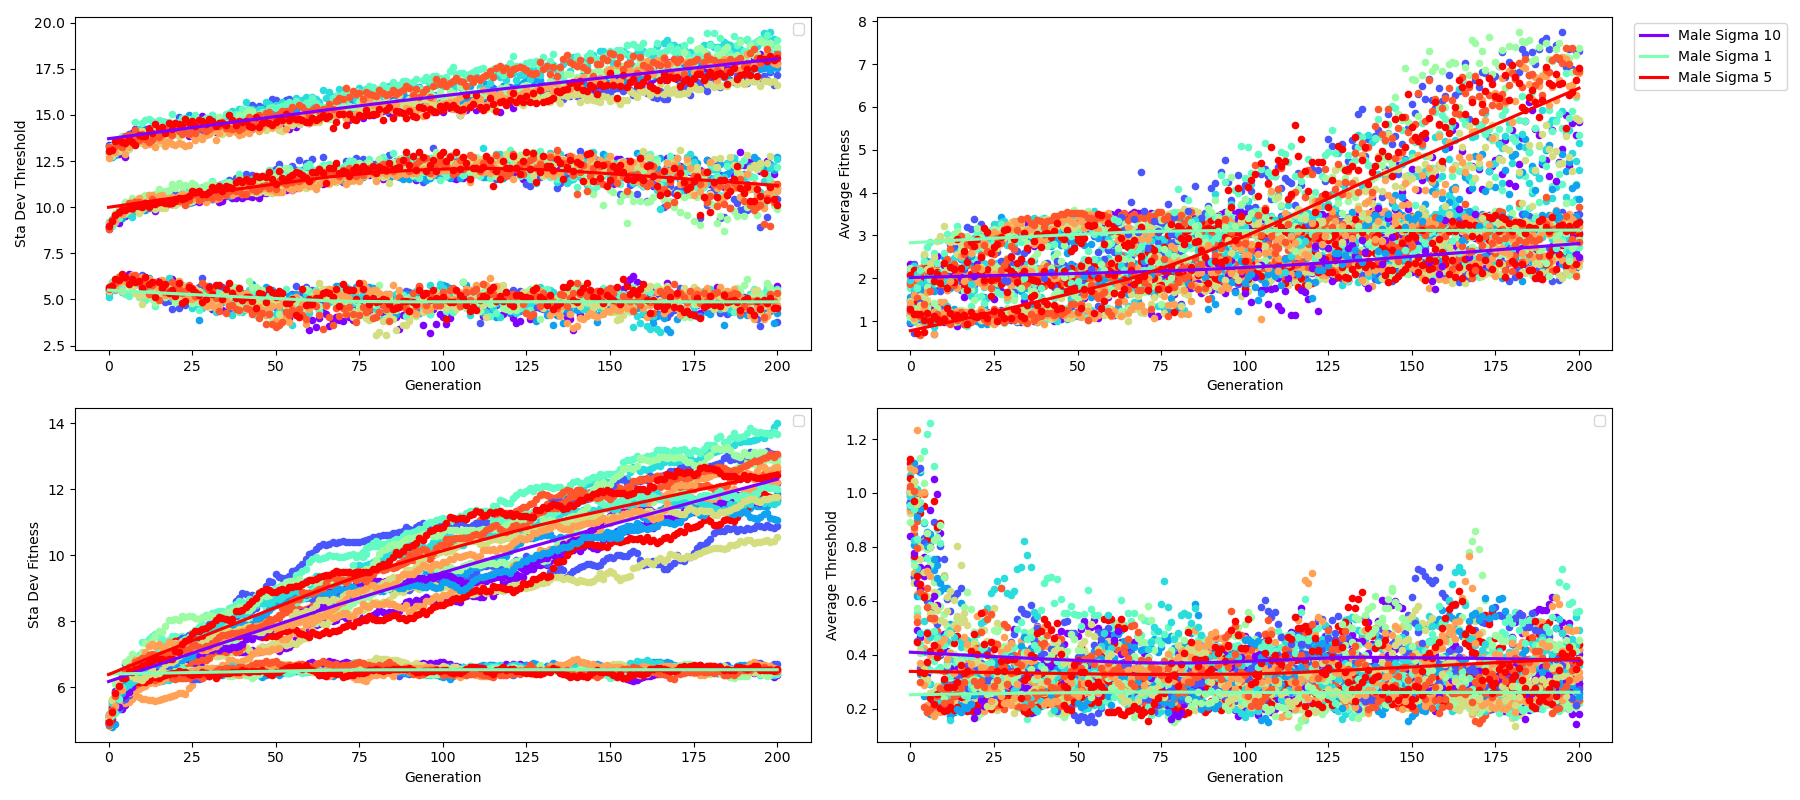 20.0
17.5
15.0
12.5
10.0
7.5
5.0
2.5
Sta Dev Threshold
0 25 50 75 100 125 150 175 200
Generation
8
7
6
5
4
3
2
1
Average Fitness
0 25 50 75 100 125 150 175 200
Generation
Male Sigma 10
Male Sigma 1
Male Sigma 5
14
12
10
8
6
Sta Dev Fitness
0 25 50 75 100 125 150 175 200
Generation
1.2
1.0
0.8
0.6
0.4
0.2
Average Threshold
0 25 50 75 100 125 150 175 200
Generation